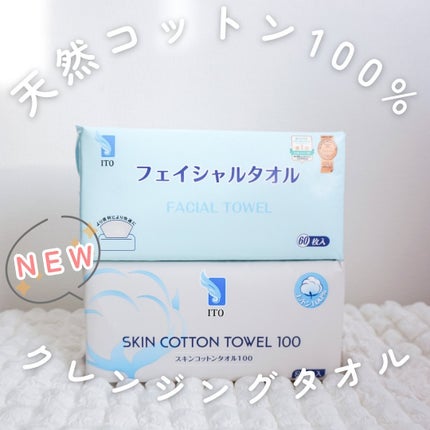 天然コットン100%
ITO
フェイシャルタオル
FACIAL TOWEL
60枚入
NEW
ITO
SKIN COTTON TOWEL 100
スキンコットンタオル100
クレンジングタオル